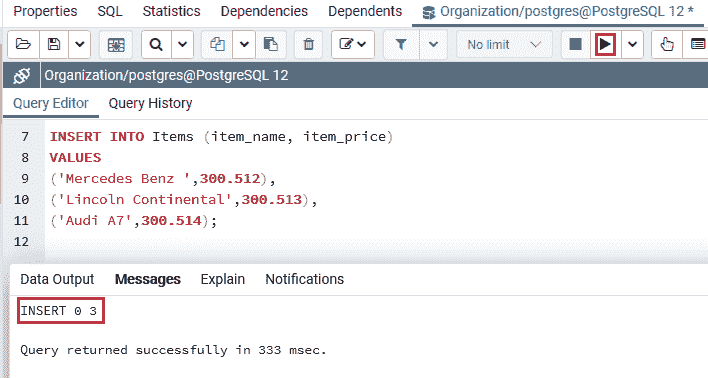 Properties SQL Statistics Dependencies Dependents Organization/postgres@PostgreSQL 12 *
No limit
Organization/postgres@PostgreSQL 12
Query Editor Query History
7 INSERT INTO Items (item_name, item_price)
8 VALUES
9 ('Mercedes Benz ',300.512),
10 ('Lincoln Continental',300.513),
11 ('Audi A7',300.514);
12
Data Output Messages Explain Notifications
INSERT 0 3
Query returned successfully in 333 msec.